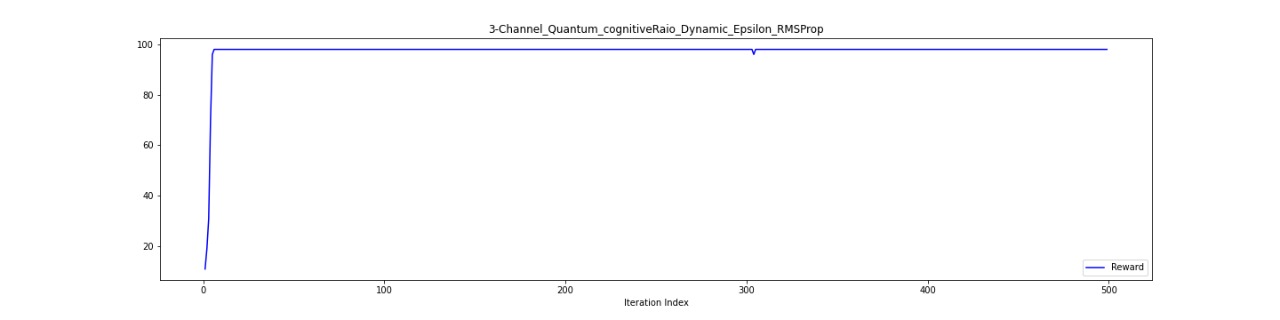 3-Channel_Quantum_cognitiveRaio_Dynamic_Epsilon_RMSProp
100
80
60
40
20
Reward
0 100 200 300 400 500
Iteration Index